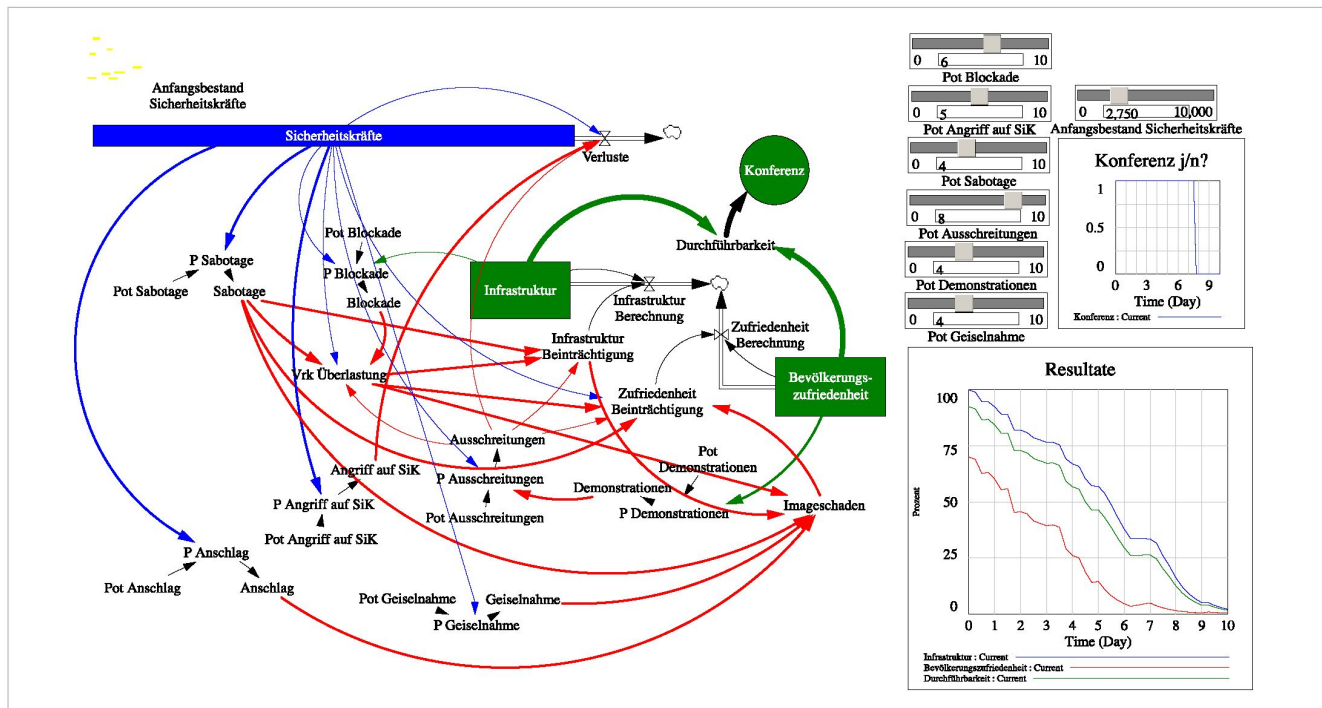 Anfangsbestand
Sicherheitskräfte
Sicherheitskräfte
Verluste
Konferenz
Durchführbarkeit
Pot Blockade
P Blockade
Blockade
P Sabotage
Pot Sabotage
Sabotage
Infrastruktur
Infrastruktur
Berechnung
Zufriedenheit
Berechnung
Infrastruktur
Beinträchtigung
Vrk Überlastung
Bevölkerungs-
zufriedenheit
Zufriedenheit
Beinträchtigung
Ausschreitungen
Pot
Demonstrationen
Angriff auf SiK
P Ausschreitungen
Demonstrationen
P Angriff auf SiK
Pot Ausschreitungen
P Demonstrationen
Imageschaden
Pot Angriff auf SiK
P Anschlag
Pot Anschlag
Anschlag
Pot Geiselnahme
Geiselnahme
P Geiselnahme
0 6 10
Pot Blockade
0 5 10
Pot Angriff auf SiK
0 4 10
Pot Sabotage
0 8 10
Pot Ausschreitungen
0 4 10
Pot Demonstrationen
0 4 10
Pot Geiselnahme
0 2,750 10,000
Anfangsbestand Sicherheitskräfte
Konferenz j/n?
1
0.5
0
0 3 6 9
Time (Day)
Konferenz : Current
Resultate
100
75
50
25
0
Prozent
0 1 2 3 4 5 6 7 8 9 10
Time (Day)
Infrastruktur : Current
Bevölkerungszufriedenheit : Current
Durchführbarkeit : Current